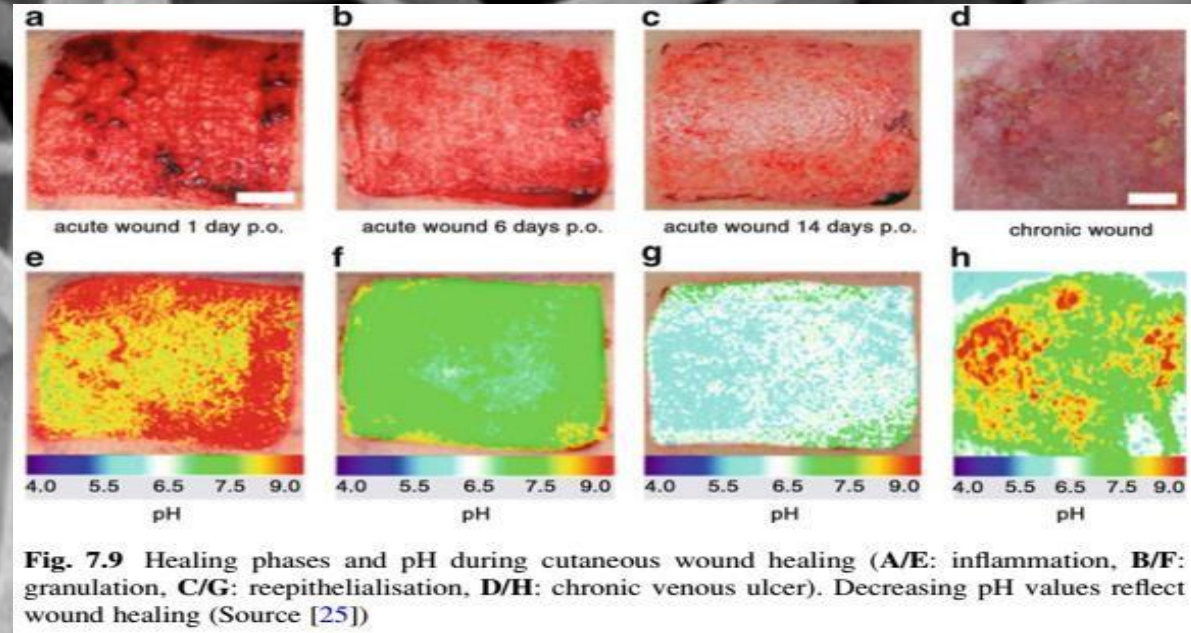 a
b
c
d
acute wound 1 day p.o.
acute wound 6 days p.o.
acute wound 14 days p.o.
chronic wound
e
f
g
h
4.0 5.5 6.5 7.5 9.0
4.0 5.5 6.5 7.5 9.0
4.0 5.5 6.5 7.5 9.0
4.0 5.5 6.5 7.5 9.0
pH
pH
pH
pH
Fig. 7.9 Healing phases and pH during cutaneous wound healing (A/E: inflammation, B/F:
granulation, C/G: reepithelialisation, D/H: chronic venous ulcer). Decreasing pH values reflect
wound healing (Source [25])